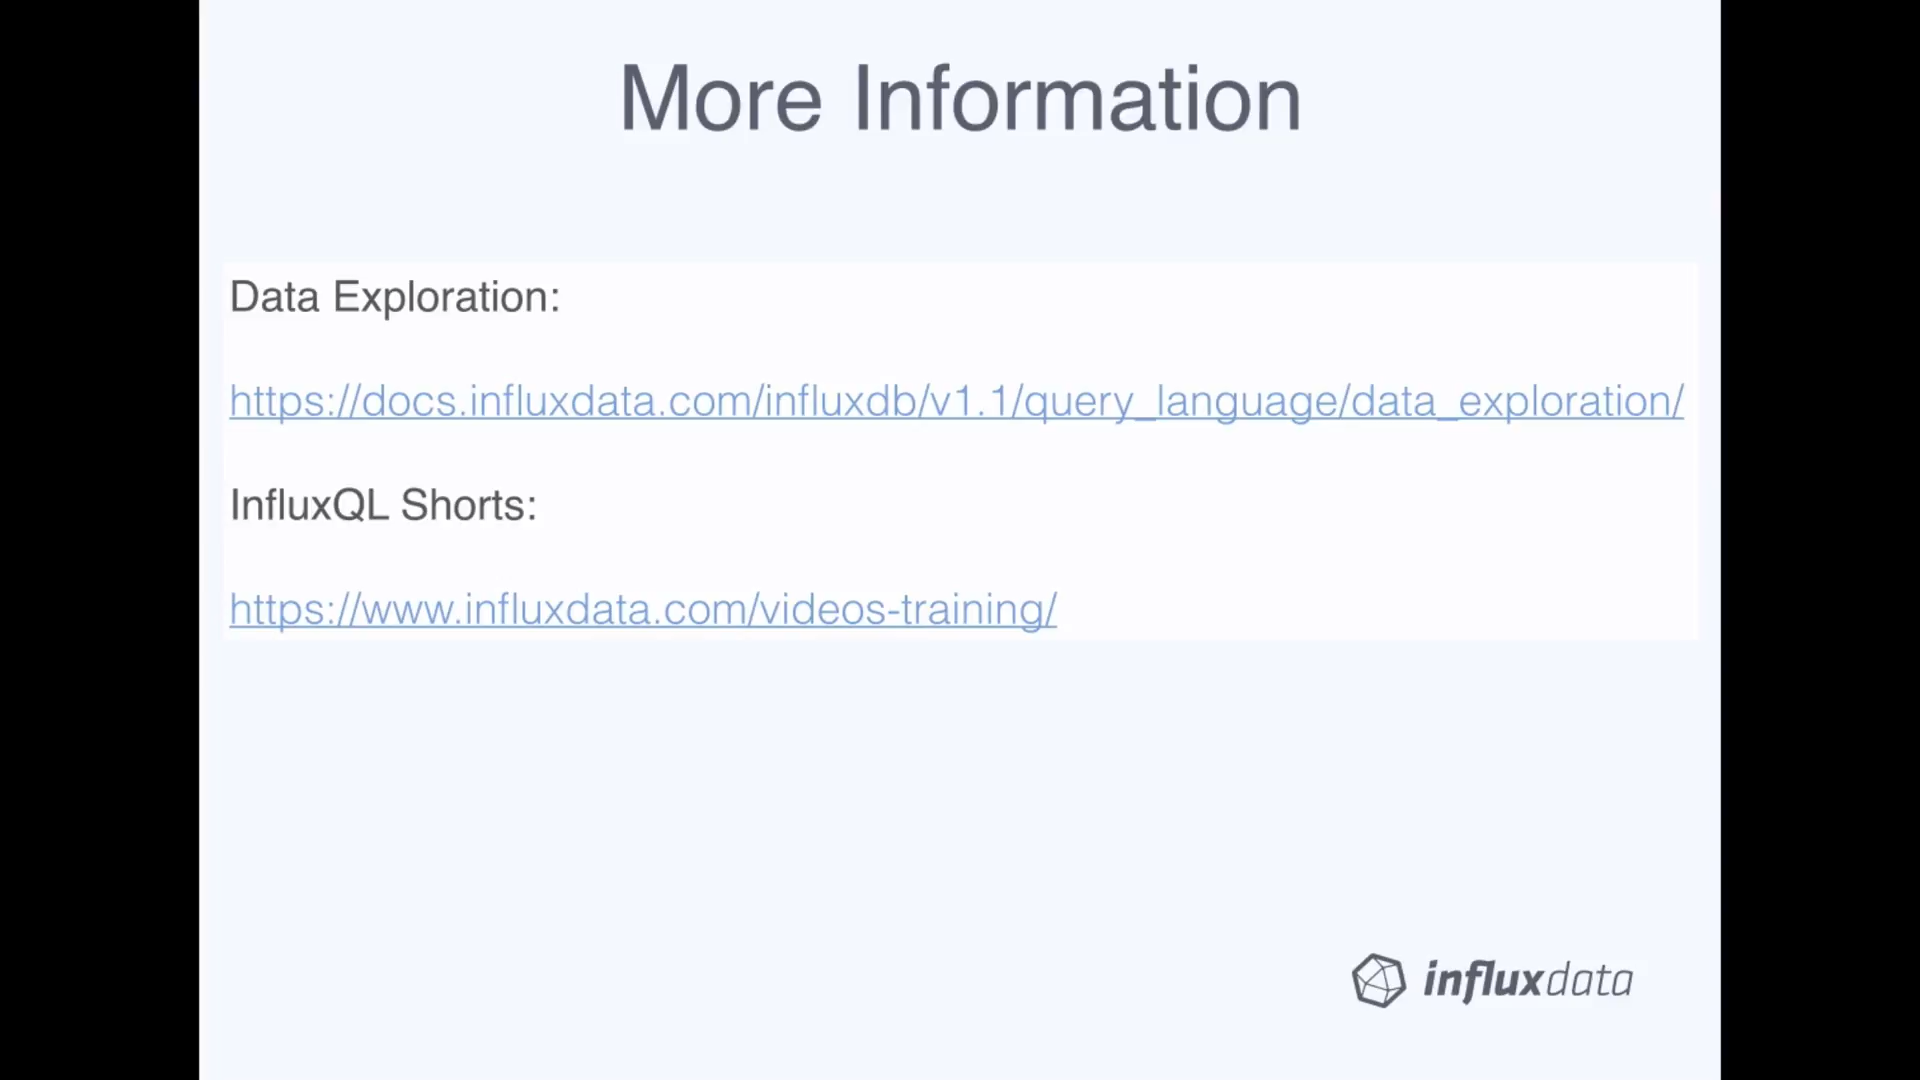 More Information
Data Exploration:
https://docs.influxdata.com/influxdb/v1.1/query_language/data_exploration/
InfluxQL Shorts:
https://www.influxdata.com/videos-training/
influxdata